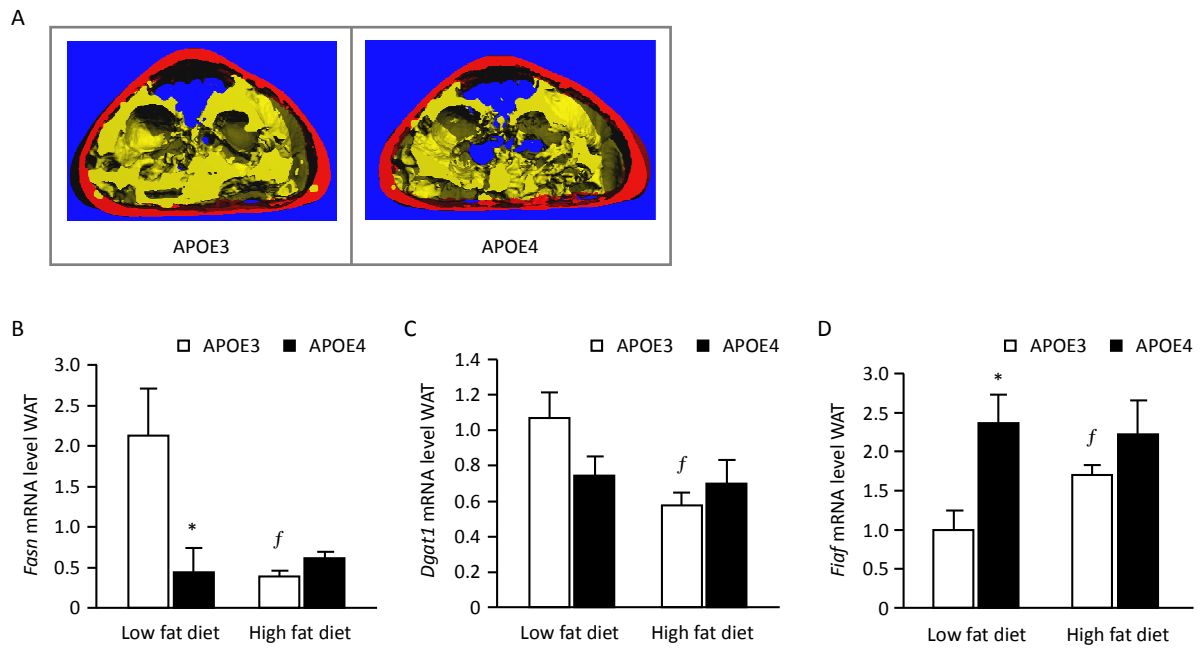 A
APOE3
APOE4
B
APOE3 APOE4
Fasn mRNA level WAT
3.0
2.5
2.0
1.5
1.0
0.5
0
*
ƒ
Low fat diet High fat diet
C
APOE3 APOE4
Dgat1 mRNA level WAT
1.4
1.2
1.0
0.8
0.6
0.4
0.2
0
ƒ
Low fat diet High fat diet
D
APOE3 APOE4
Fiaf mRNA level WAT
3.0
2.5
2.0
1.5
1.0
0.5
0
*
ƒ
Low fat diet High fat diet